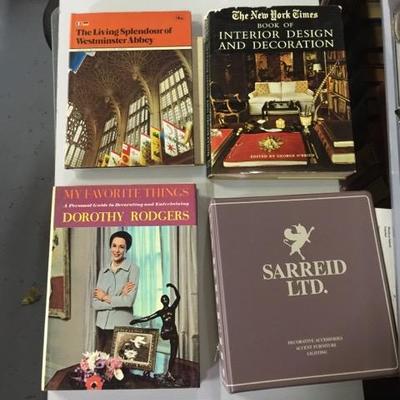 The Living Splendour of
Westminster Abbey
The New York Times
BOOK OF
INTERIOR DESIGN
AND DECORATION
EDITED BY GEORGE O'BRIEN
MY FAVORITE THINGS
A Personal Guide to Decorating and Entertaining
DOROTHY RODGERS
SARREID
LTD.
DECORATIVE ACCESSORIES
ACCENT FURNITURE
LIGHTING